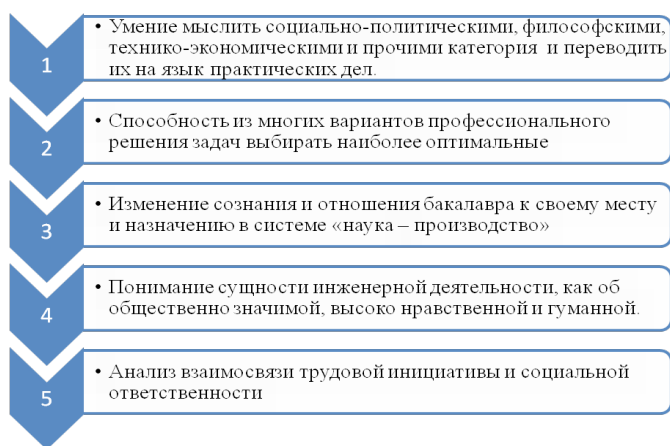 1
• Умение мыслить социально-политическими, философскими,
технико-экономическими и прочими категория и переводить
их на язык практических дел.
2
• Способность из многих вариантов профессионального
решения задач выбирать наиболее оптимальные
3
• Изменение сознания и отношения бакалавра к своему месту
и назначению в системе «наука – производство»
4
• Понимание сущности инженерной деятельности, как об
общественно значимой, высоко нравственной и гуманной.
5
• Анализ взаимосвязи трудовой инициативы и социальной
ответственности